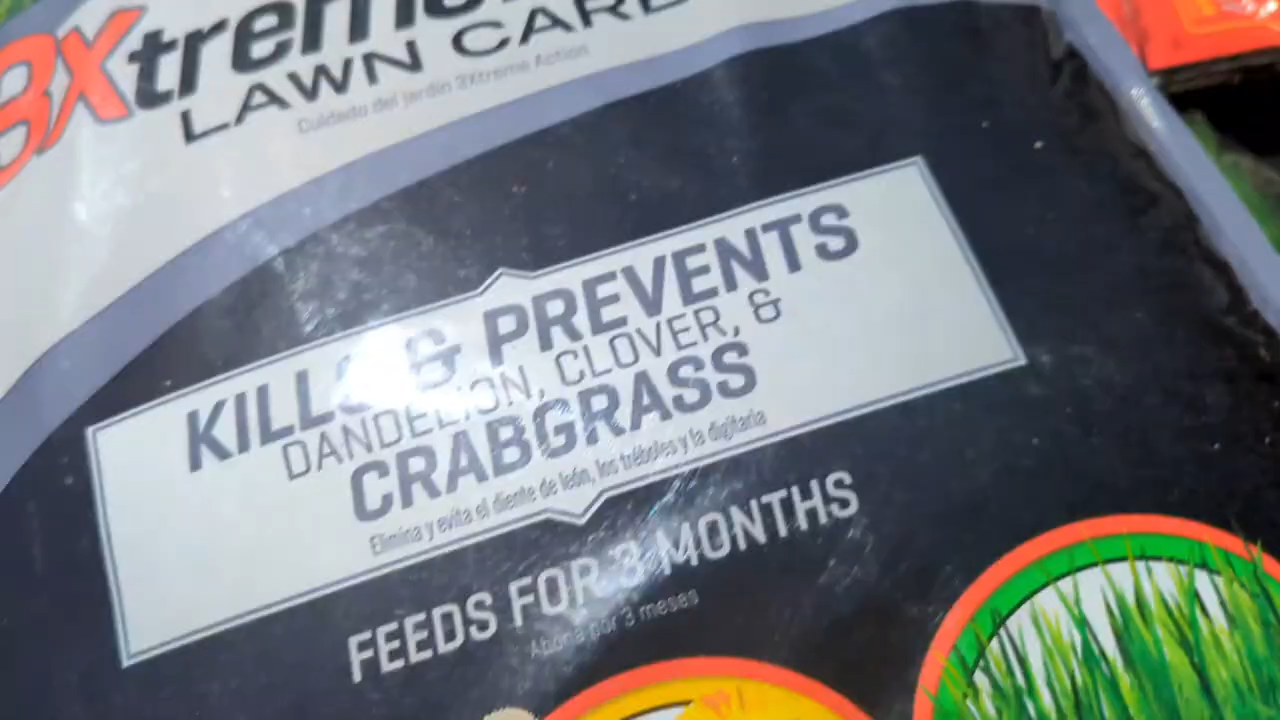 3Xtreme
LAWN CARE
Cuidado del jardin 3Xtreme Action
KILLS & PREVENTS
DANDELION, CLOVER, &
CRABGRASS
Elimina y evita el diente de león, los tréboles y la digitaria
FEEDS FOR 3 MONTHS
Abona por 3 meses